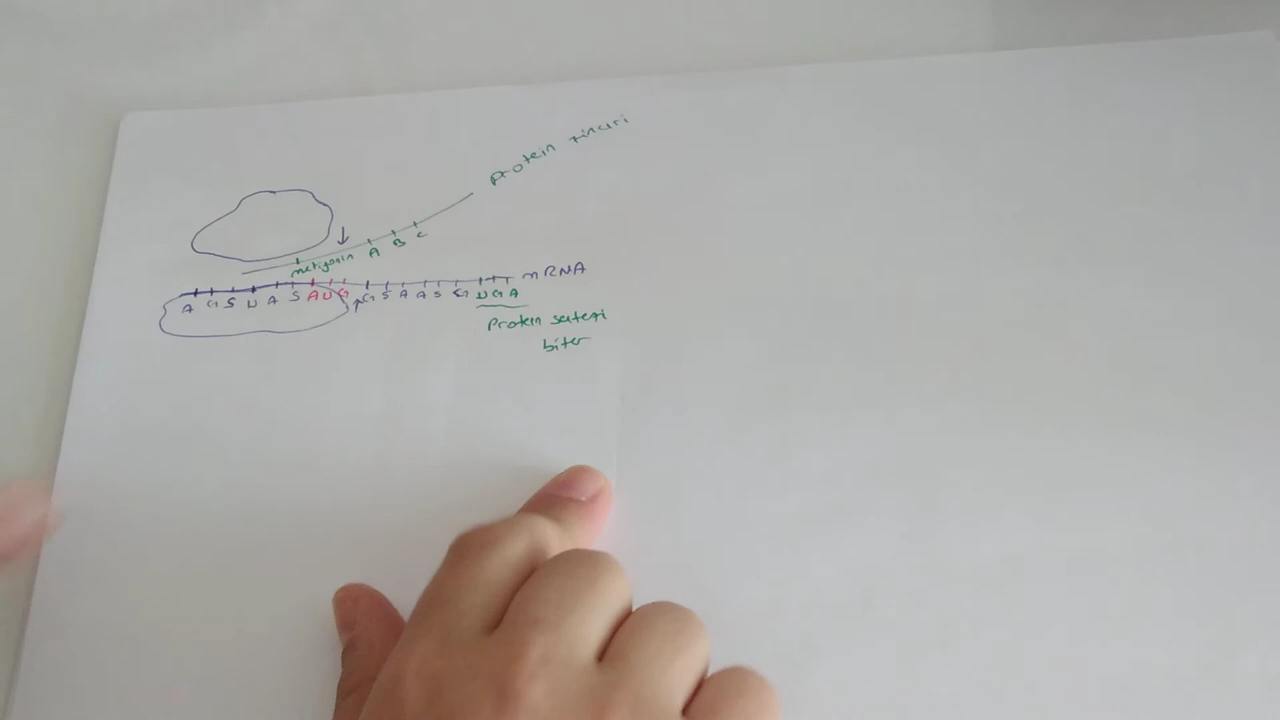 protein zinciri
metiyonin A B C
mRNA
A G S U A S A U G G S A A S G U G A
Protein sentezi
biter